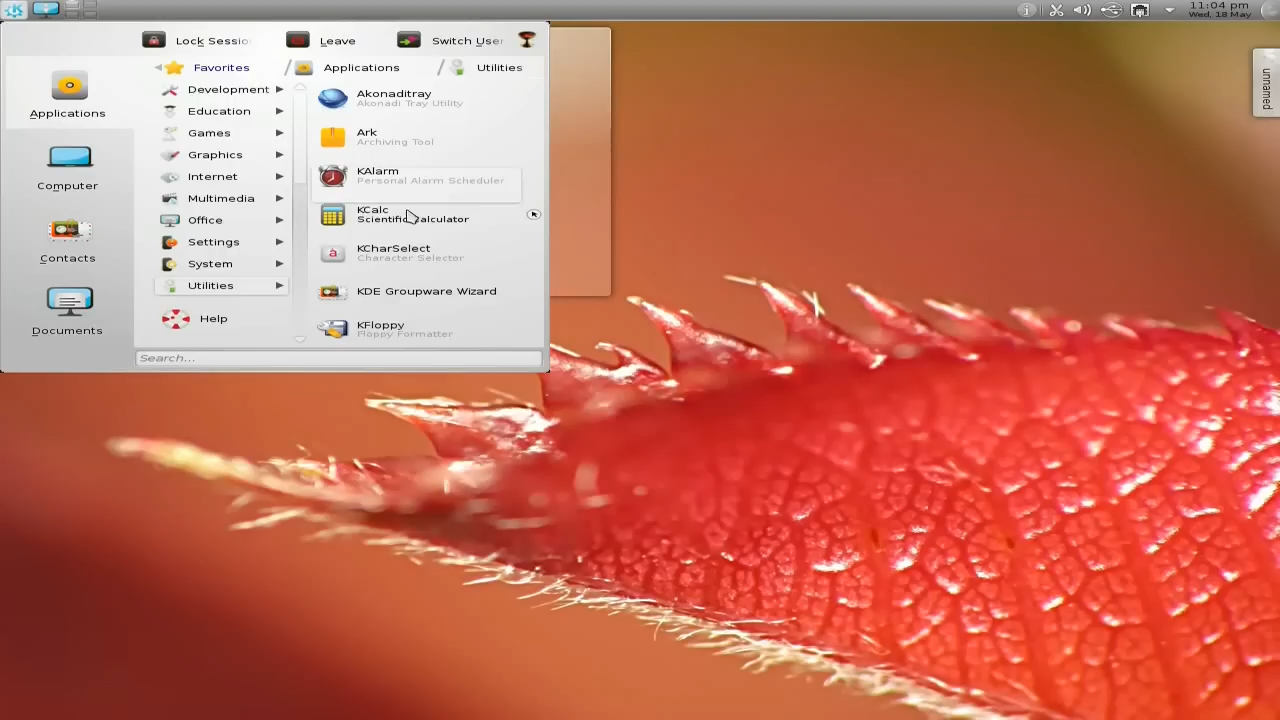 11:04 pm
Wed, 18 May
Lock Sessio
Leave
Switch User
Favorites / Applications / Utilities
unnamed
Applications
Computer
Contacts
Documents
Development
Education
Games
Graphics
Internet
Multimedia
Office
Settings
System
Utilities
Help
Akonaditray
Akonadi Tray Utility
Ark
Archiving Tool
KAlarm
Personal Alarm Scheduler
KCalc
Scientific Calculator
KCharSelect
Character Selector
KDE Groupware Wizard
KFloppy
Floppy Formatter
Search...